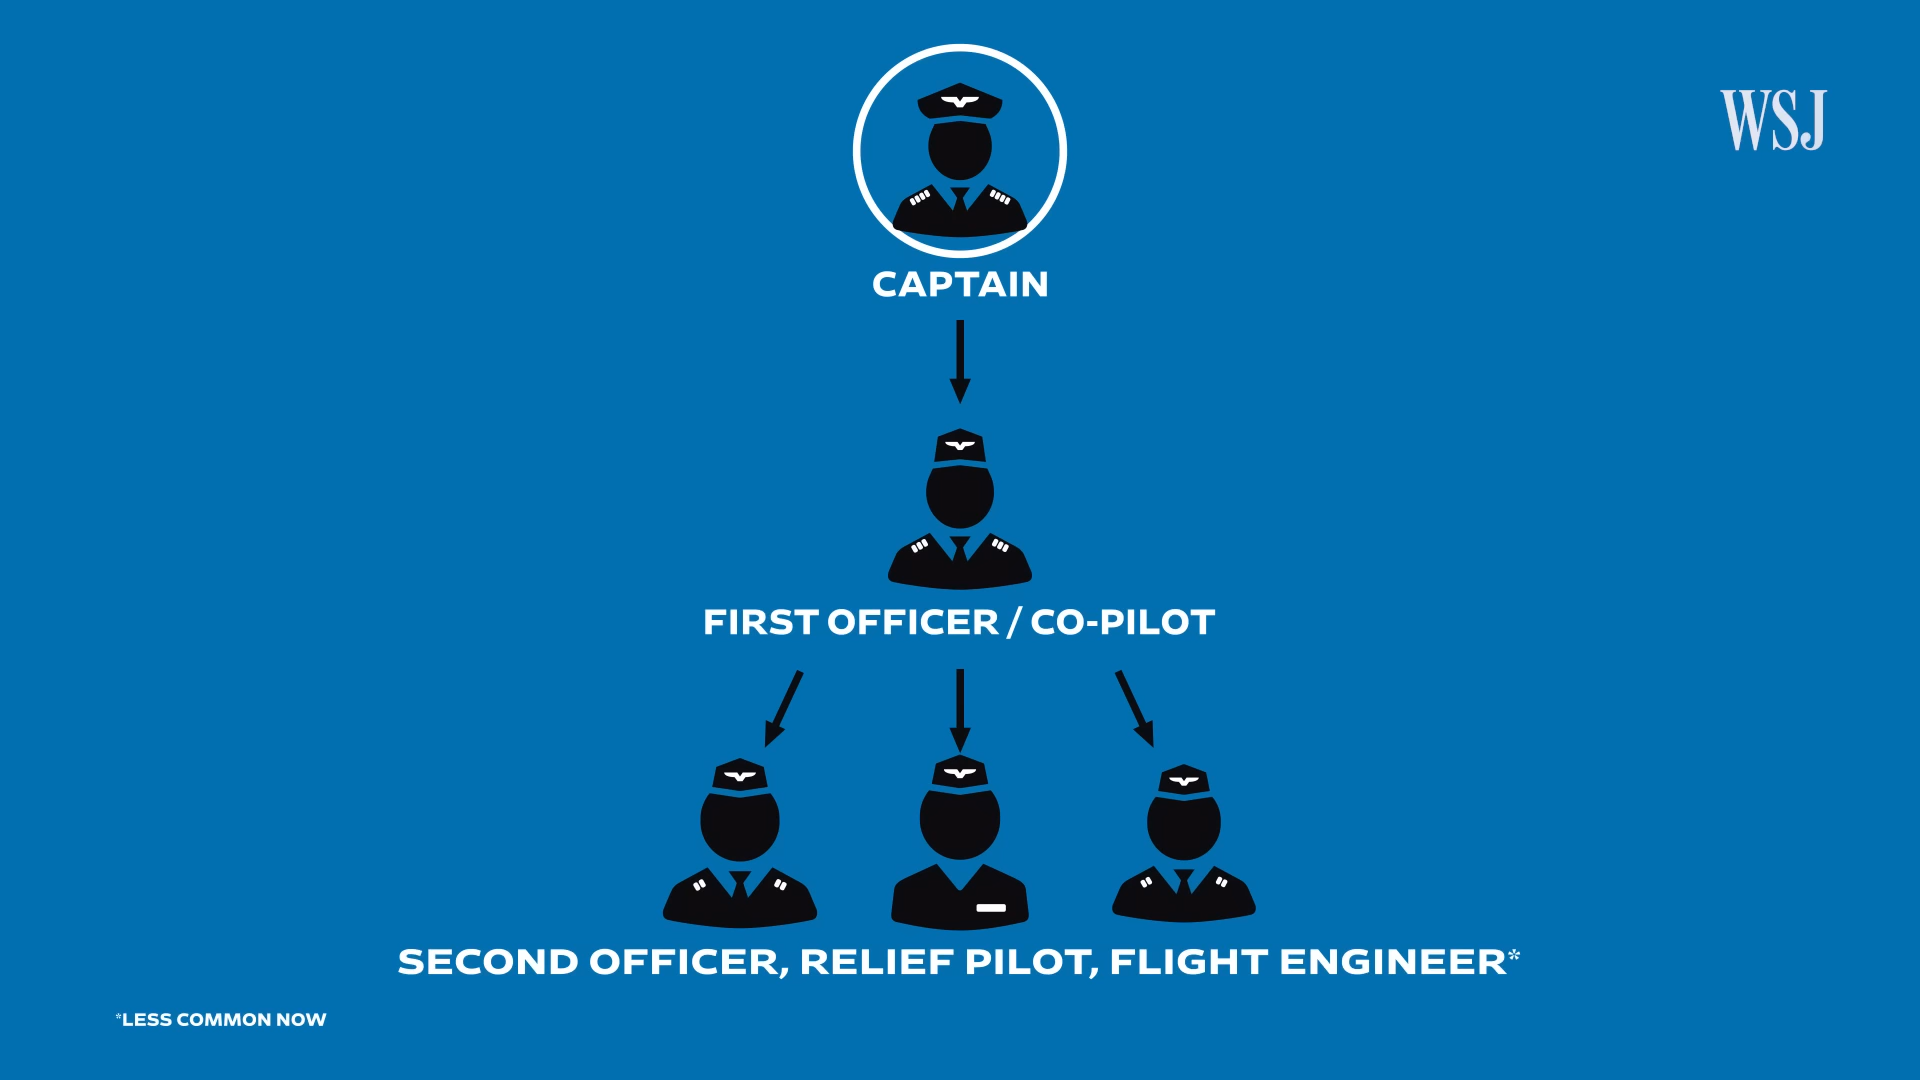 WSJ
CAPTAIN
FIRST OFFICER / CO-PILOT
SECOND OFFICER, RELIEF PILOT, FLIGHT ENGINEER*
*LESS COMMON NOW